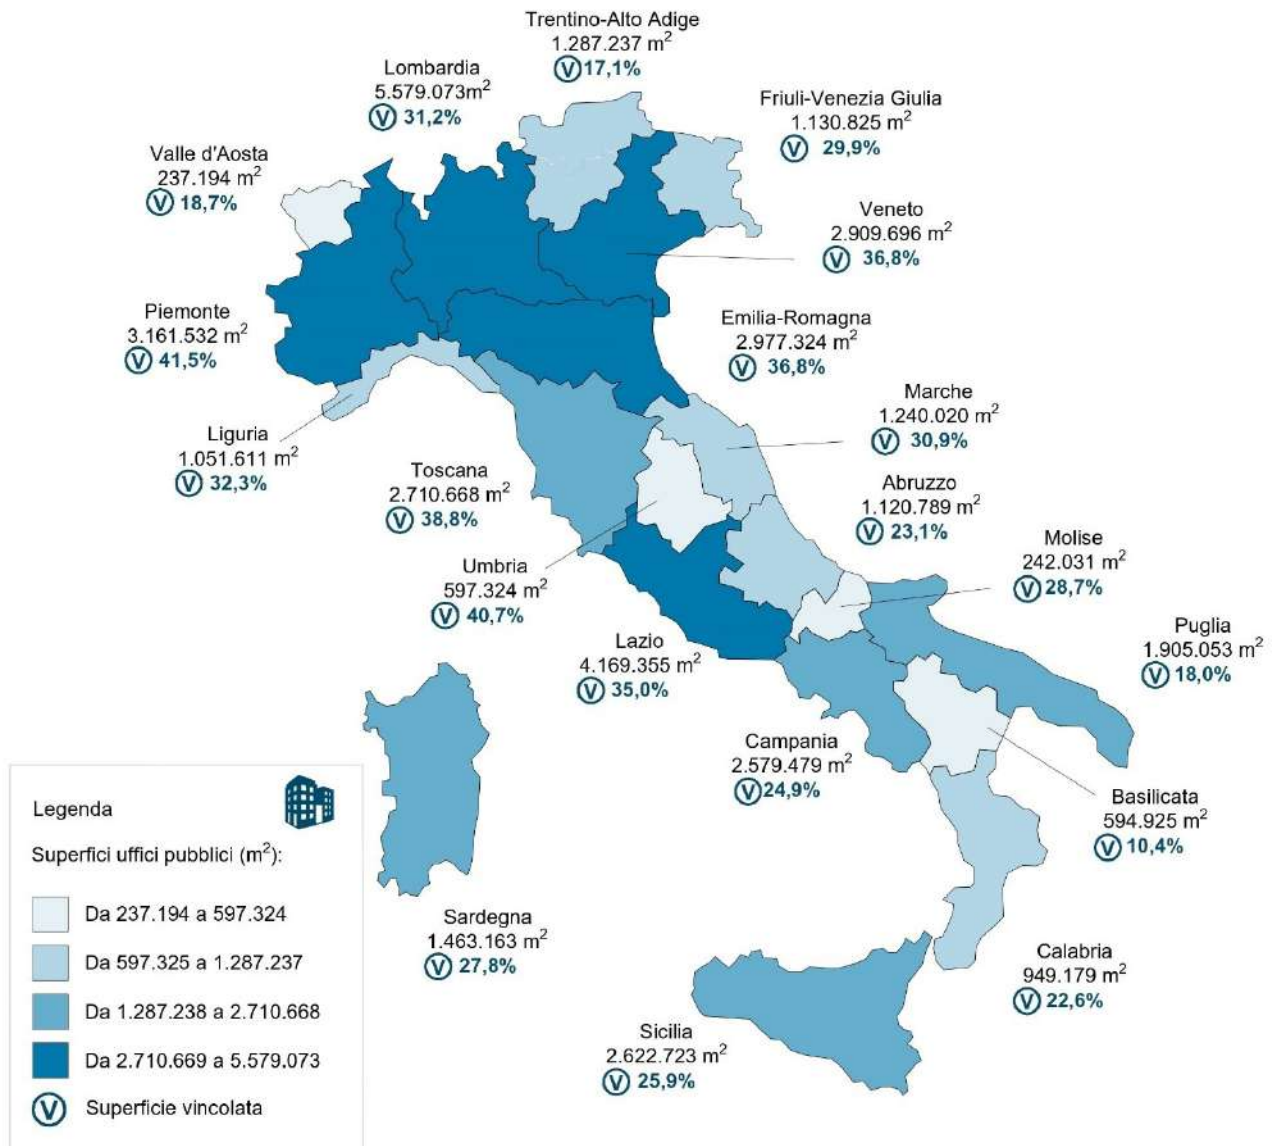 Trentino-Alto Adige
1.287.237 m²
V 17,1%
Lombardia
5.579.073m²
V 31,2%
Friuli-Venezia Giulia
1.130.825 m²
V 29,9%
Valle d'Aosta
237.194 m²
V 18,7%
Veneto
2.909.696 m²
V 36,8%
Piemonte
3.161.532 m²
V 41,5%
Emilia-Romagna
2.977.324 m²
V 36,8%
Marche
1.240.020 m²
V 30,9%
Liguria
1.051.611 m²
V 32,3%
Toscana
2.710.668 m²
V 38,8%
Abruzzo
1.120.789 m²
V 23,1%
Molise
242.031 m²
V 28,7%
Umbria
597.324 m²
V 40,7%
Puglia
1.905.053 m²
V 18,0%
Lazio
4.169.355 m²
V 35,0%
Campania
2.579.479 m²
V 24,9%
Basilicata
594.925 m²
V 10,4%
Sardegna
1.463.163 m²
V 27,8%
Calabria
949.179 m²
V 22,6%
Sicilia
2.622.723 m²
V 25,9%
Legenda
Superfici uffici pubblici (m²):
Da 237.194 a 597.324
Da 597.325 a 1.287.237
Da 1.287.238 a 2.710.668
Da 2.710.669 a 5.579.073
V Superficie vincolata